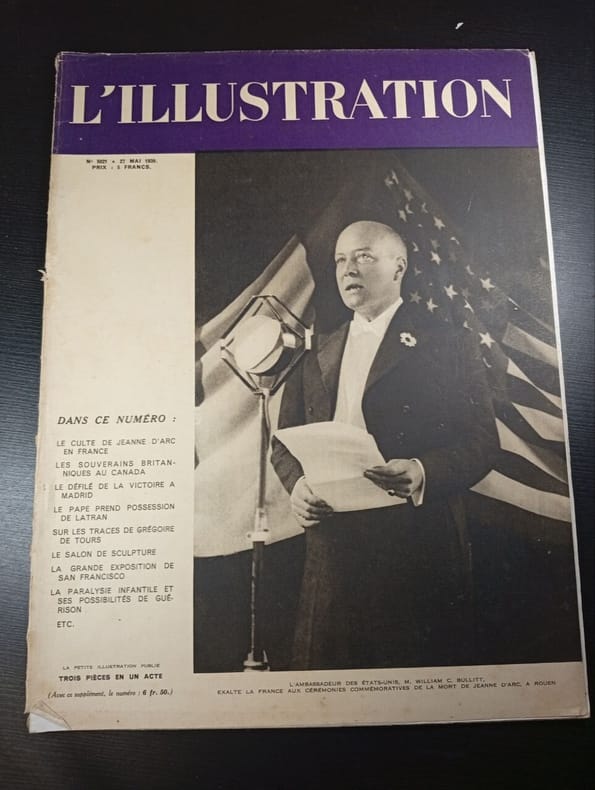 L'ILLUSTRATION
N° 5021 • 27 MAI 1939.
PRIX : 5 FRANCS.
DANS CE NUMÉRO :
LE CULTE DE JEANNE D'ARC
EN FRANCE
LES SOUVERAINS BRITAN-
NIQUES AU CANADA
LE DÉFILÉ DE LA VICTOIRE A
MADRID
LE PAPE PREND POSSESSION
DE LATRAN
SUR LES TRACES DE GRÉGOIRE
DE TOURS
LE SALON DE SCULPTURE
LA GRANDE EXPOSITION DE
SAN FRANCISCO
LA PARALYSIE INFANTILE ET
SES POSSIBILITÉS DE GUÉ-
RISON
ETC.
LA PETITE ILLUSTRATION PUBLIE
TROIS PIÈCES EN UN ACTE
(Avec ce supplément, le numéro : 6 fr. 50.)
L'AMBASSADEUR DES ÉTATS-UNIS, M. WILLIAM C. BULLITT,
EXALTE LA FRANCE AUX CÉRÉMONIES COMMÉMORATIVES DE LA MORT DE JEANNE D'ARC, A ROUEN